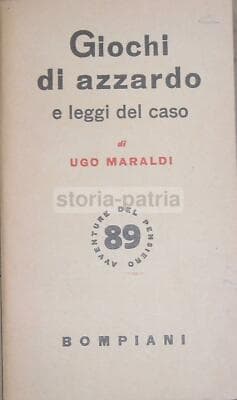 Giochi
di azzardo
e leggi del caso
di
UGO MARALDI
storia-patria
AVVENTURE DEL PENSIERO
89
BOMPIANI